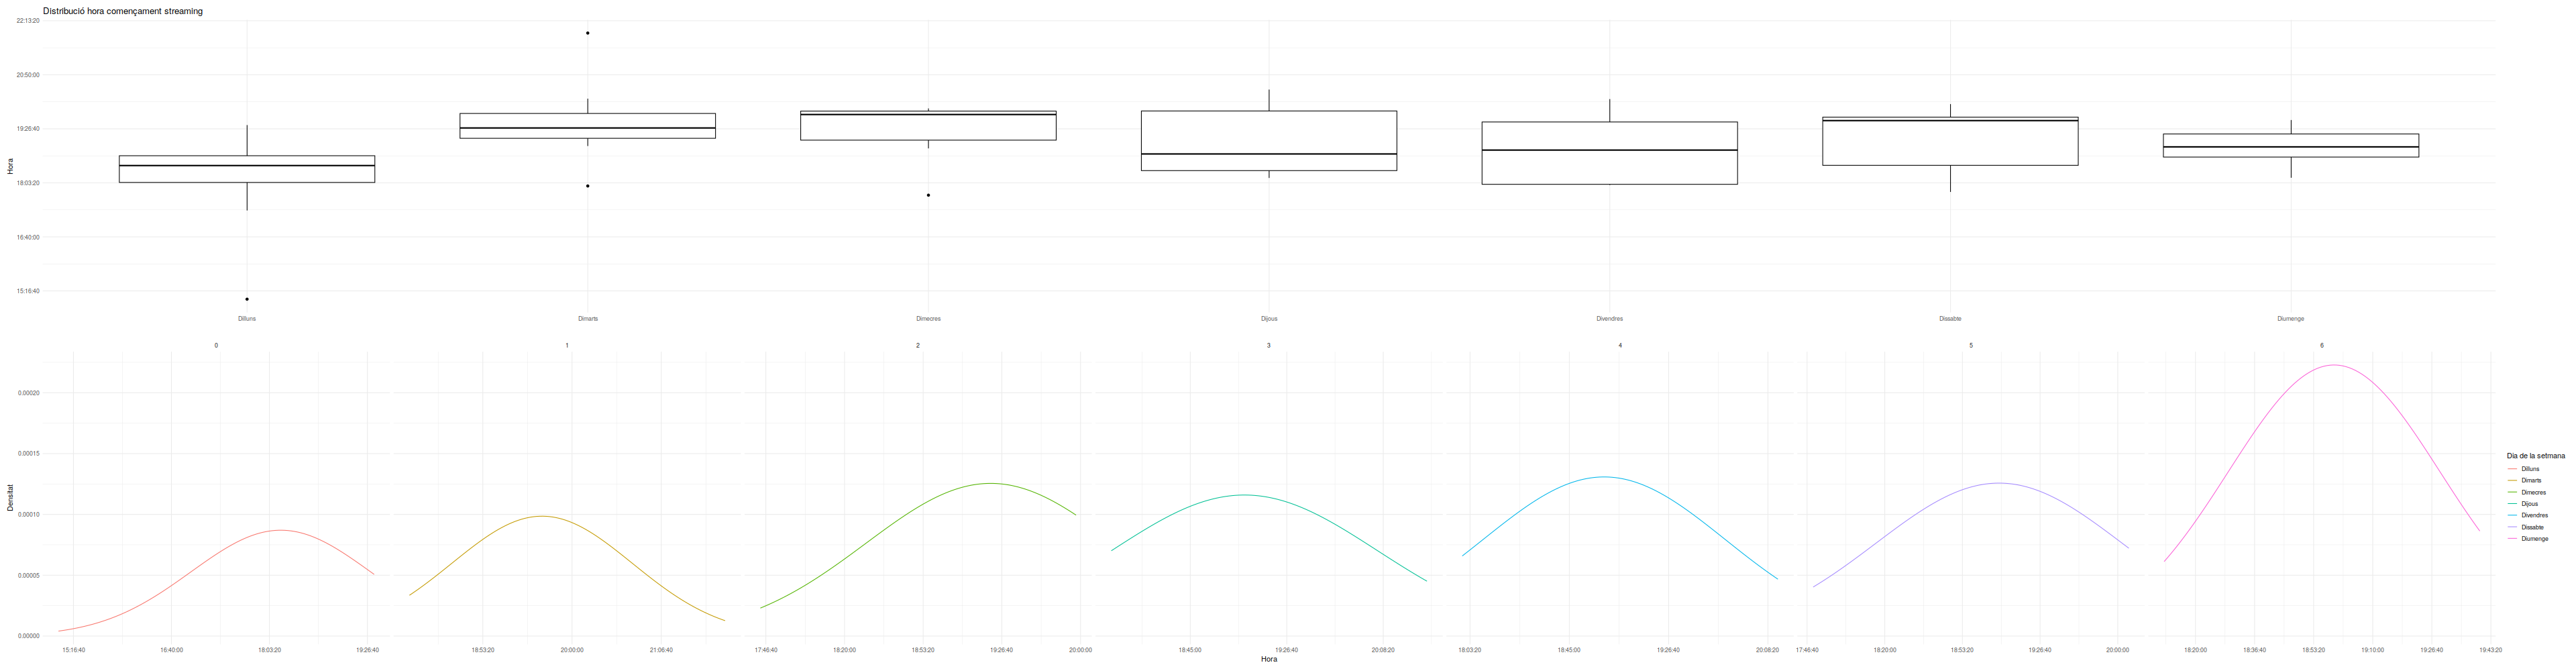 Distribució hora començament streaming
Hora
22:13:20
20:50:00
19:26:40
18:03:20
16:40:00
15:16:40
Dilluns Dimarts Dimecres Dijous Divendres Dissabte Diumenge
0 1 2 3 4 5 6
Densitat
0.00020
0.00015
0.00010
0.00005
0.00000
15:16:40 16:40:00 18:03:20 19:26:40 18:53:20 20:00:00 21:06:40 17:46:40 18:20:00 18:53:20 19:26:40 20:00:00 18:45:00 19:26:40 20:08:20 18:03:20 18:45:00 19:26:40 20:08:20 17:46:40 18:20:00 18:53:20 19:26:40 20:00:00 18:20:00 18:36:40 18:53:20 19:10:00 19:26:40 19:43:20
Hora
Dia de la setmana
Dilluns
Dimarts
Dimecres
Dijous
Divendres
Dissabte
Diumenge